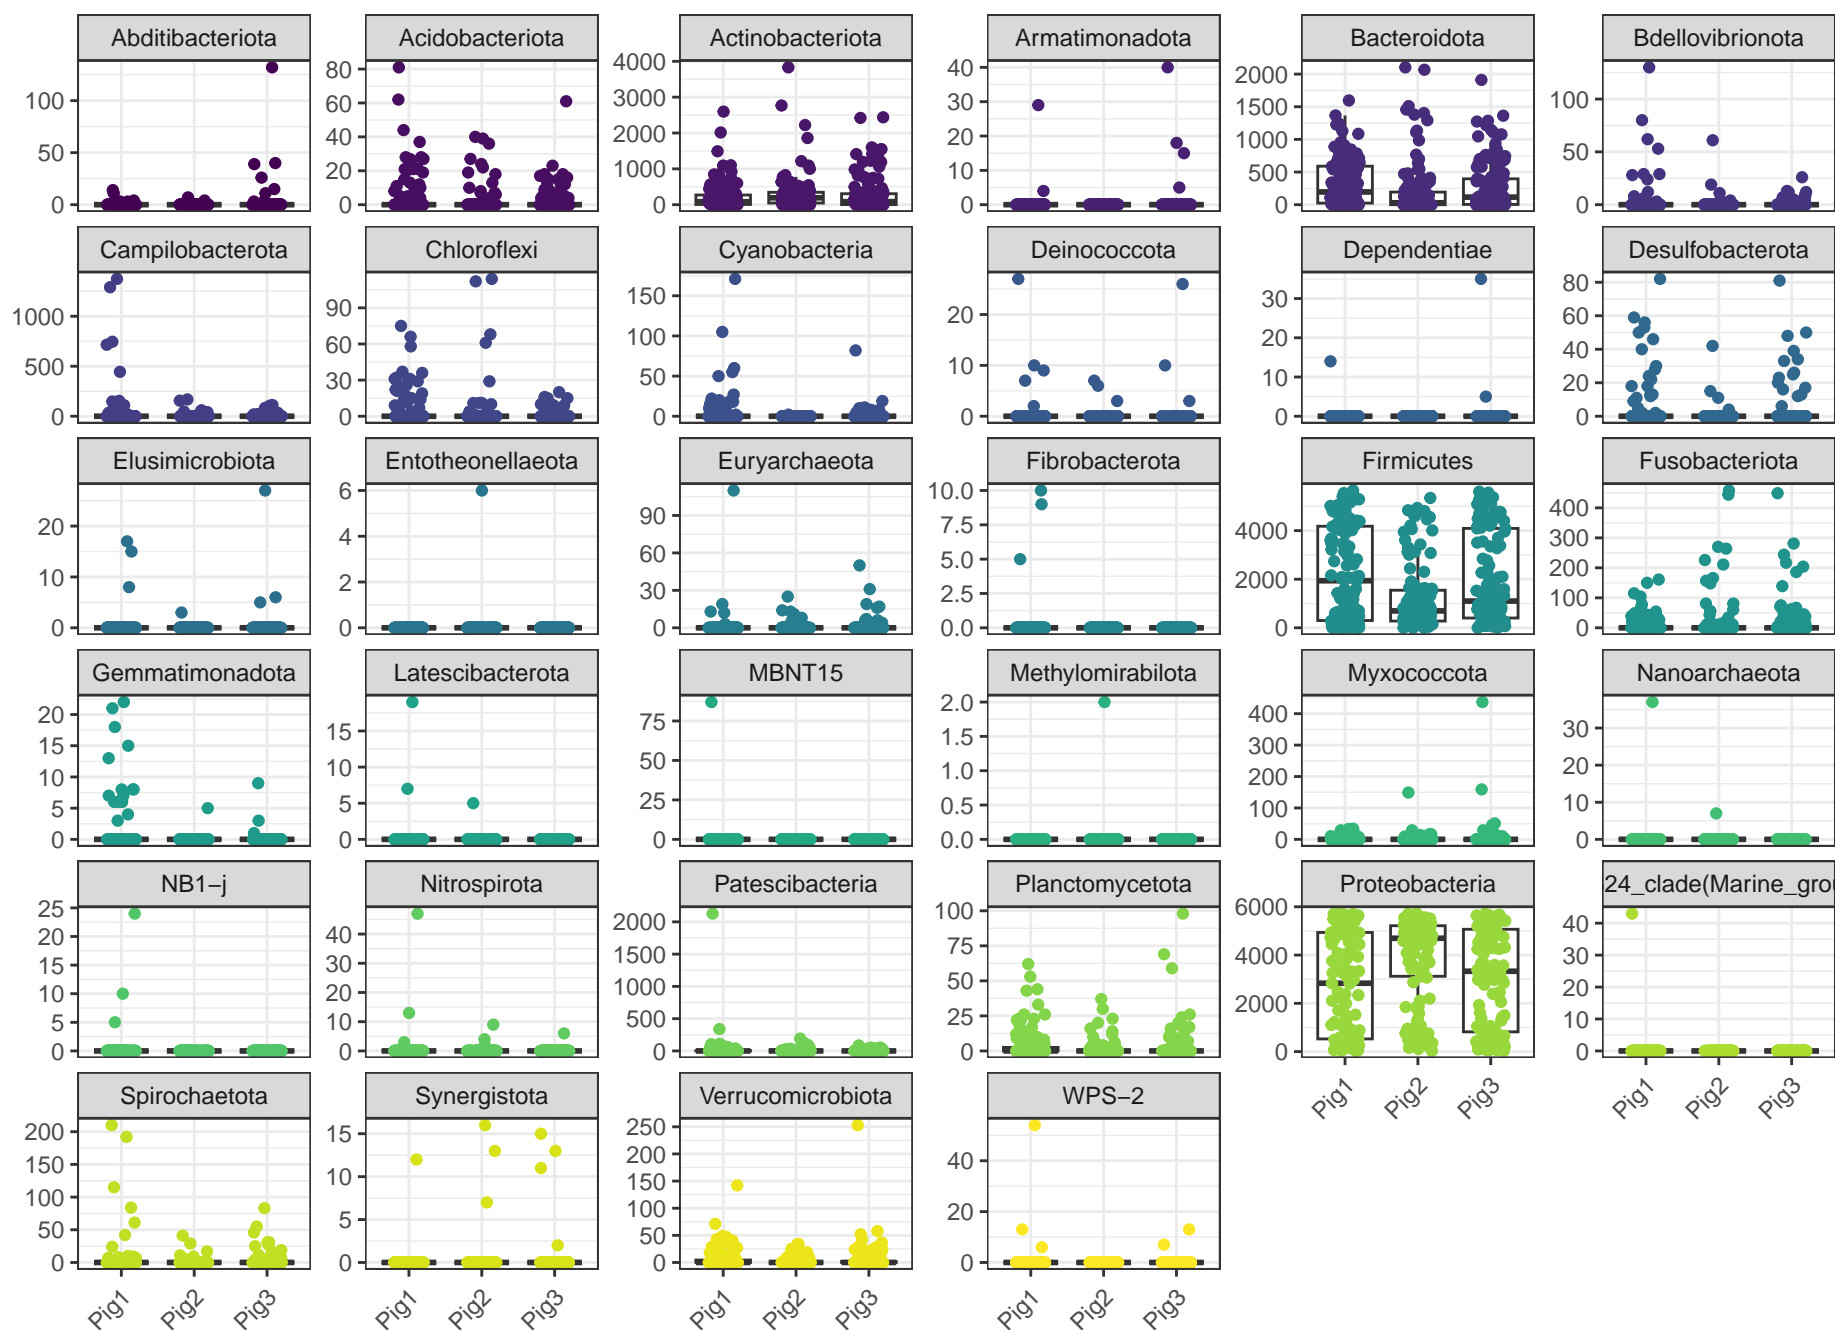 Abditibacteriota Acidobacteriota Actinobacteriota Armatimonadota Bacteroidota Bdellovibrionota
100 50 0
80 60 40 20 0
4000 3000 2000 1000 0
40 30 20 10 0
2000 1500 1000 500 0
100 50 0
Campilobacterota Chloroflexi Cyanobacteria Deinococcota Dependentiae Desulfobacterota
1000 500 0
90 60 30 0
150 100 50 0
20 10 0
30 20 10 0
80 60 40 20 0
Elusimicrobiota Entotheonellaeota Euryarchaeota Fibrobacterota Firmicutes Fusobacteriota
20 10 0
6 4 2 0
90 60 30 0
10.0 7.5 5.0 2.5 0.0
4000 2000 0
400 300 200 100 0
Gemmatimonadota Latescibacterota MBNT15 Methylomirabilota Myxococcota Nanoarchaeota
20 15 10 5 0
15 10 5 0
75 50 25 0
2.0 1.5 1.0 0.5 0.0
400 300 200 100 0
30 20 10 0
NB1−j Nitrospirota Patescibacteria Planctomycetota Proteobacteria 24_clade(Marine_grou
25 20 15 10 5 0
40 30 20 10 0
2000 1500 1000 500 0
100 75 50 25 0
6000 4000 2000 0
40 30 20 10 0
Pig1 Pig2 Pig3 Pig1 Pig2 Pig3
Spirochaetota Synergistota Verrucomicrobiota WPS−2
200 150 100 50 0
15 10 5 0
250 200 150 100 50 0
40 20 0
Pig1 Pig2 Pig3 Pig1 Pig2 Pig3 Pig1 Pig2 Pig3 Pig1 Pig2 Pig3